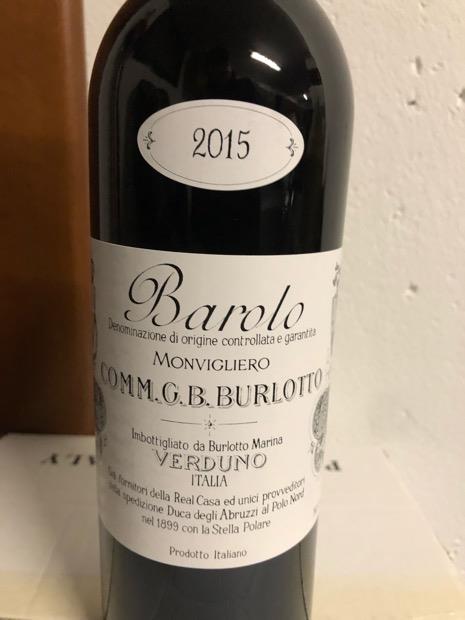 2015
Barolo
Denominazione di origine controllata e garantita
MONVIGLIERO
COMM. G. B. BURLOTTO
Imbottigliato da Burlotto Marina
VERDUNO
ITALIA
Già fornitori della Real Casa ed unici provveditori
della spedizione Duca degli Abruzzi al Polo Nord
nel 1899 con la Stella Polare
Prodotto Italiano